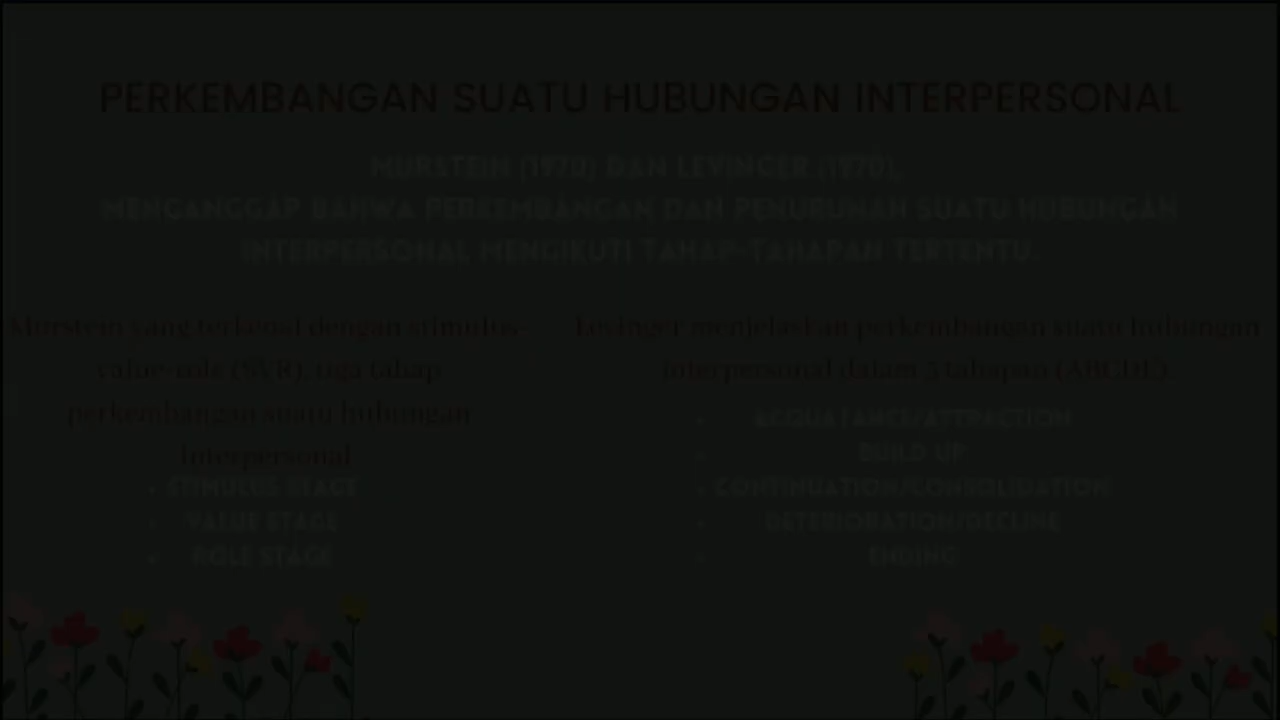 PERKEMBANGAN SUATU HUBUNGAN INTERPERSONAL
MURSTEIN (1970) DAN LEVINGER (1970),
MENGANGGAP BAHWA PERKEMBANGAN DAN PENURUNAN SUATU HUBUNGAN
INTERPERSONAL MENGIKUTI TAHAP-TAHAPAN TERTENTU.
Murstein yang terkenal dengan stimulus-
value-role (SVR), tiga tahap
perkembangan suatu hubungan
interpersonal
• STIMULUS STAGE
• VALUE STAGE
• ROLE STAGE
Levinger menjelaskan perkembangan suatu hubungan
interpersonal dalam 5 tahapan (ABCDE).
• ACQUAINTANCE/ATTRACTION
• BUILD UP
• CONTINUATION/CONSOLIDATION
• DETERIORATION/DECLINE
• ENDING